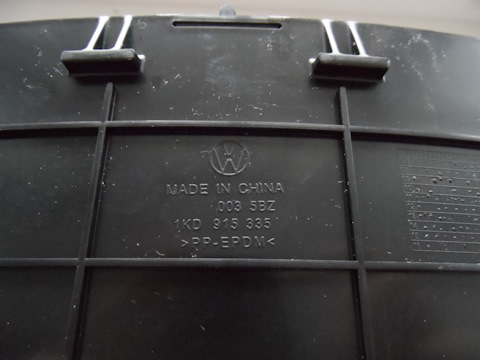 MADE IN CHINA
003 5BZ
1KD 915 335
>PP-EPDM<